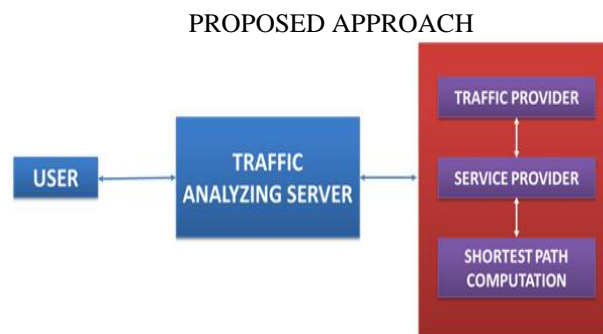 PROPOSED APPROACH
USER
TRAFFIC
ANALYZING SERVER
TRAFFIC PROVIDER
SERVICE PROVIDER
SHORTEST PATH
COMPUTATION